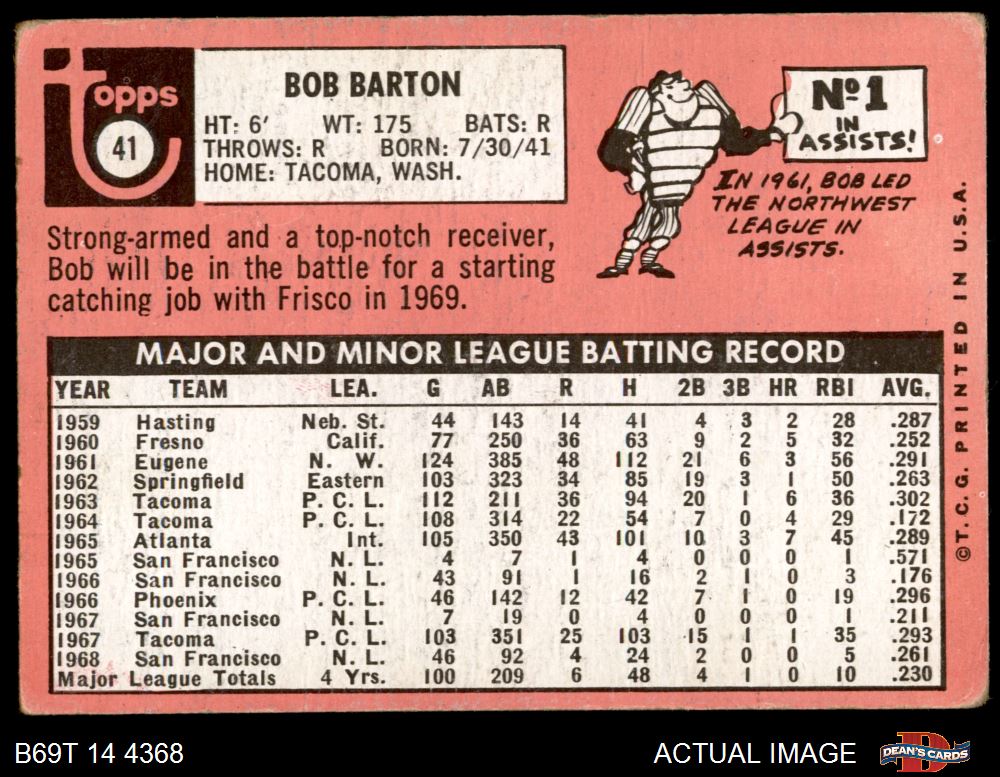 topps
41
BOB BARTON
HT: 6' WT: 175 BATS: R
THROWS: R BORN: 7/30/41
HOME: TACOMA, WASH.
Nº1
IN
ASSISTS!
IN 1961, BOB LED
THE NORTHWEST
LEAGUE IN
ASSISTS.
Strong-armed and a top-notch receiver,
Bob will be in the battle for a starting
catching job with Frisco in 1969.
MAJOR AND MINOR LEAGUE BATTING RECORD
YEAR TEAM LEA. G AB R H 2B 3B HR RBI AVG.
1959 Hasting Neb. St. 44 143 14 41 4 3 2 28 .287
1960 Fresno Calif. 77 250 36 63 9 2 5 32 .252
1961 Eugene N. W. 124 385 48 112 21 6 3 56 .291
1962 Springfield Eastern 103 323 34 85 19 3 1 50 .263
1963 Tacoma P. C. L. 112 211 36 94 20 1 6 36 .302
1964 Tacoma P. C. L. 108 314 22 54 7 0 4 29 .172
1965 Atlanta Int. 105 350 43 101 10 3 7 45 .289
1965 San Francisco N. L. 4 7 1 4 0 0 0 1 .571
1966 San Francisco N. L. 43 91 1 16 2 1 0 3 .176
1966 Phoenix P. C. L. 46 142 12 42 7 1 0 19 .296
1967 San Francisco N. L. 7 19 0 4 0 0 0 1 .211
1967 Tacoma P. C. L. 103 351 25 103 15 1 1 35 .293
1968 San Francisco N. L. 46 92 4 24 2 0 0 5 .261
Major League Totals 4 Yrs. 100 209 6 48 4 1 0 10 .230
©T.C.G. PRINTED IN U.S.A.
B69T 14 4368
ACTUAL IMAGE
D
DEAN'S CARDS